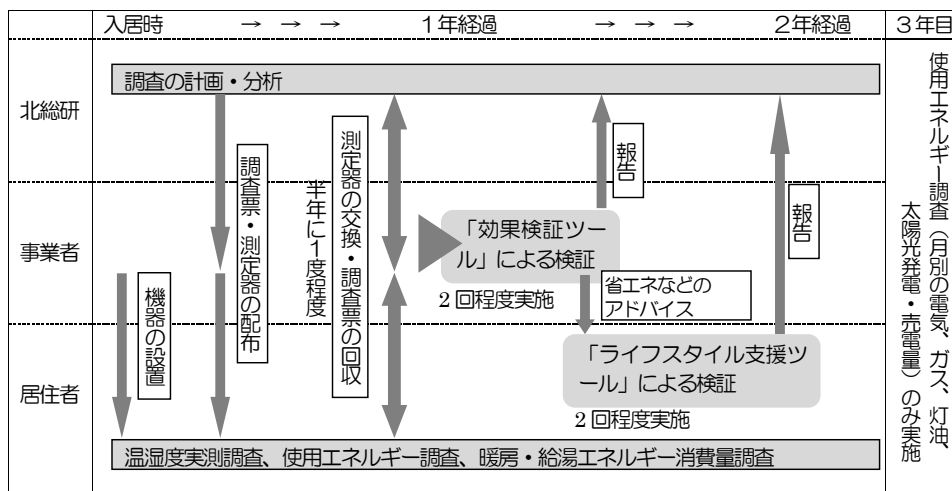 入居時 → → → 1年経過 → → → 2年経過 3年目
北総研
事業者
居住者
調査の計画・分析
機器の設置
調査票・測定器の配布
半年に1度程度
測定器の交換・調査票の回収
「効果検証ツー
ル」による検証
2回程度実施
報告
省エネなどの
アドバイス
「ライフスタイル支援ツ
ール」による検証
2回程度実施
報告
温湿度実測調査、使用エネルギー調査、暖房・給湯エネルギー消費量調査
使用エネルギー調査(月別の電気、ガス、灯油、
太陽光発電・売電量)のみ実施